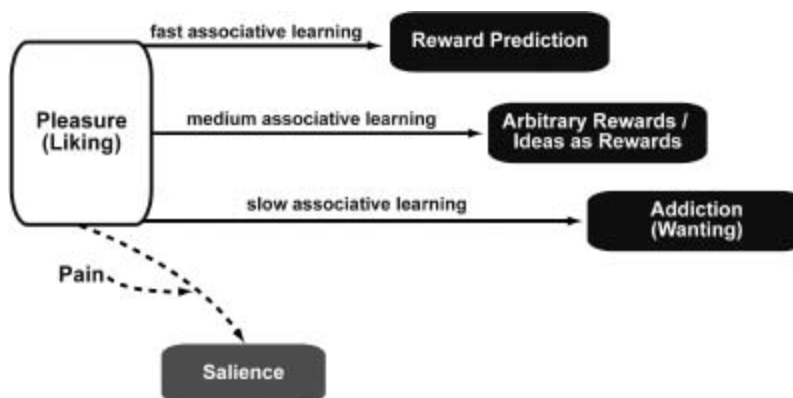 fast associative learning
Reward Prediction
Pleasure
(Liking)
medium associative learning
Arbitrary Rewards /
Ideas as Rewards
slow associative learning
Addiction
(Wanting)
Pain
Salience